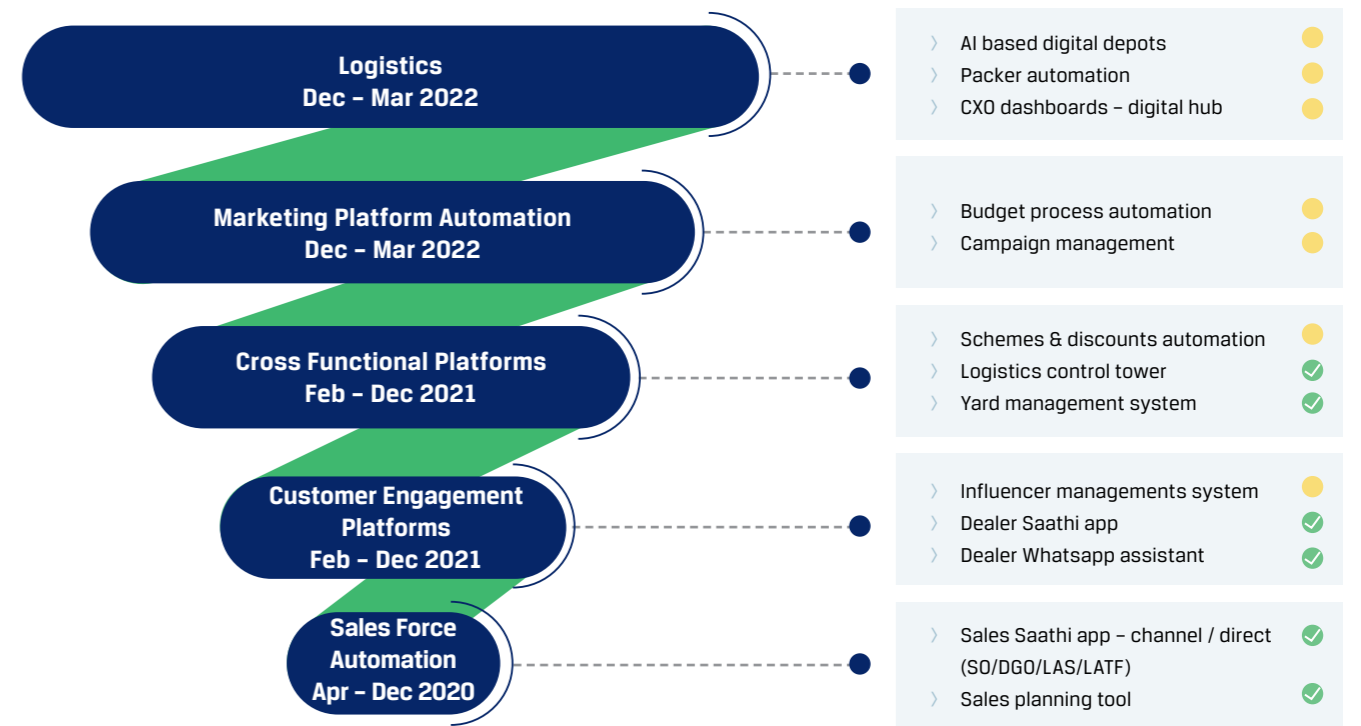 Logistics
Dec – Mar 2022
AI based digital depots
Packer automation
CXO dashboards – digital hub
Marketing Platform Automation
Dec – Mar 2022
Budget process automation
Campaign management
Cross Functional Platforms
Feb – Dec 2021
Schemes & discounts automation
Logistics control tower
Yard management system
Customer Engagement
Platforms
Feb – Dec 2021
Influencer managements system
Dealer Saathi app
Dealer Whatsapp assistant
Sales Force
Automation
Apr – Dec 2020
Sales Saathi app – channel / direct
(SO/DGO/LAS/LATF)
Sales planning tool